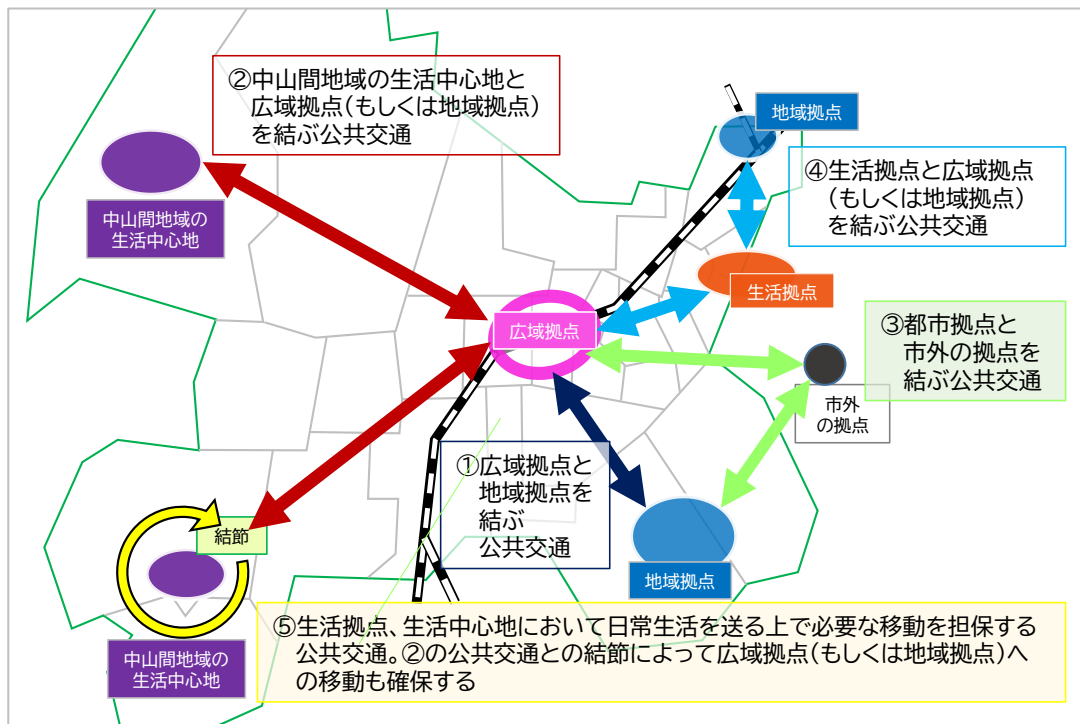 ②中山間地域の生活中心地と
広域拠点(もしくは地域拠点)
を結ぶ公共交通
地域拠点
④生活拠点と広域拠点
(もしくは地域拠点)
を結ぶ公共交通
中山間地域の
生活中心地
生活拠点
広域拠点
③都市拠点と
市外の拠点を
結ぶ公共交通
市外
の拠点
①広域拠点と
地域拠点を
結ぶ
公共交通
結節
地域拠点
⑤生活拠点、生活中心地において日常生活を送る上で必要な移動を担保する
公共交通。②の公共交通との結節によって広域拠点(もしくは地域拠点)へ
の移動も確保する
中山間地域の
生活中心地